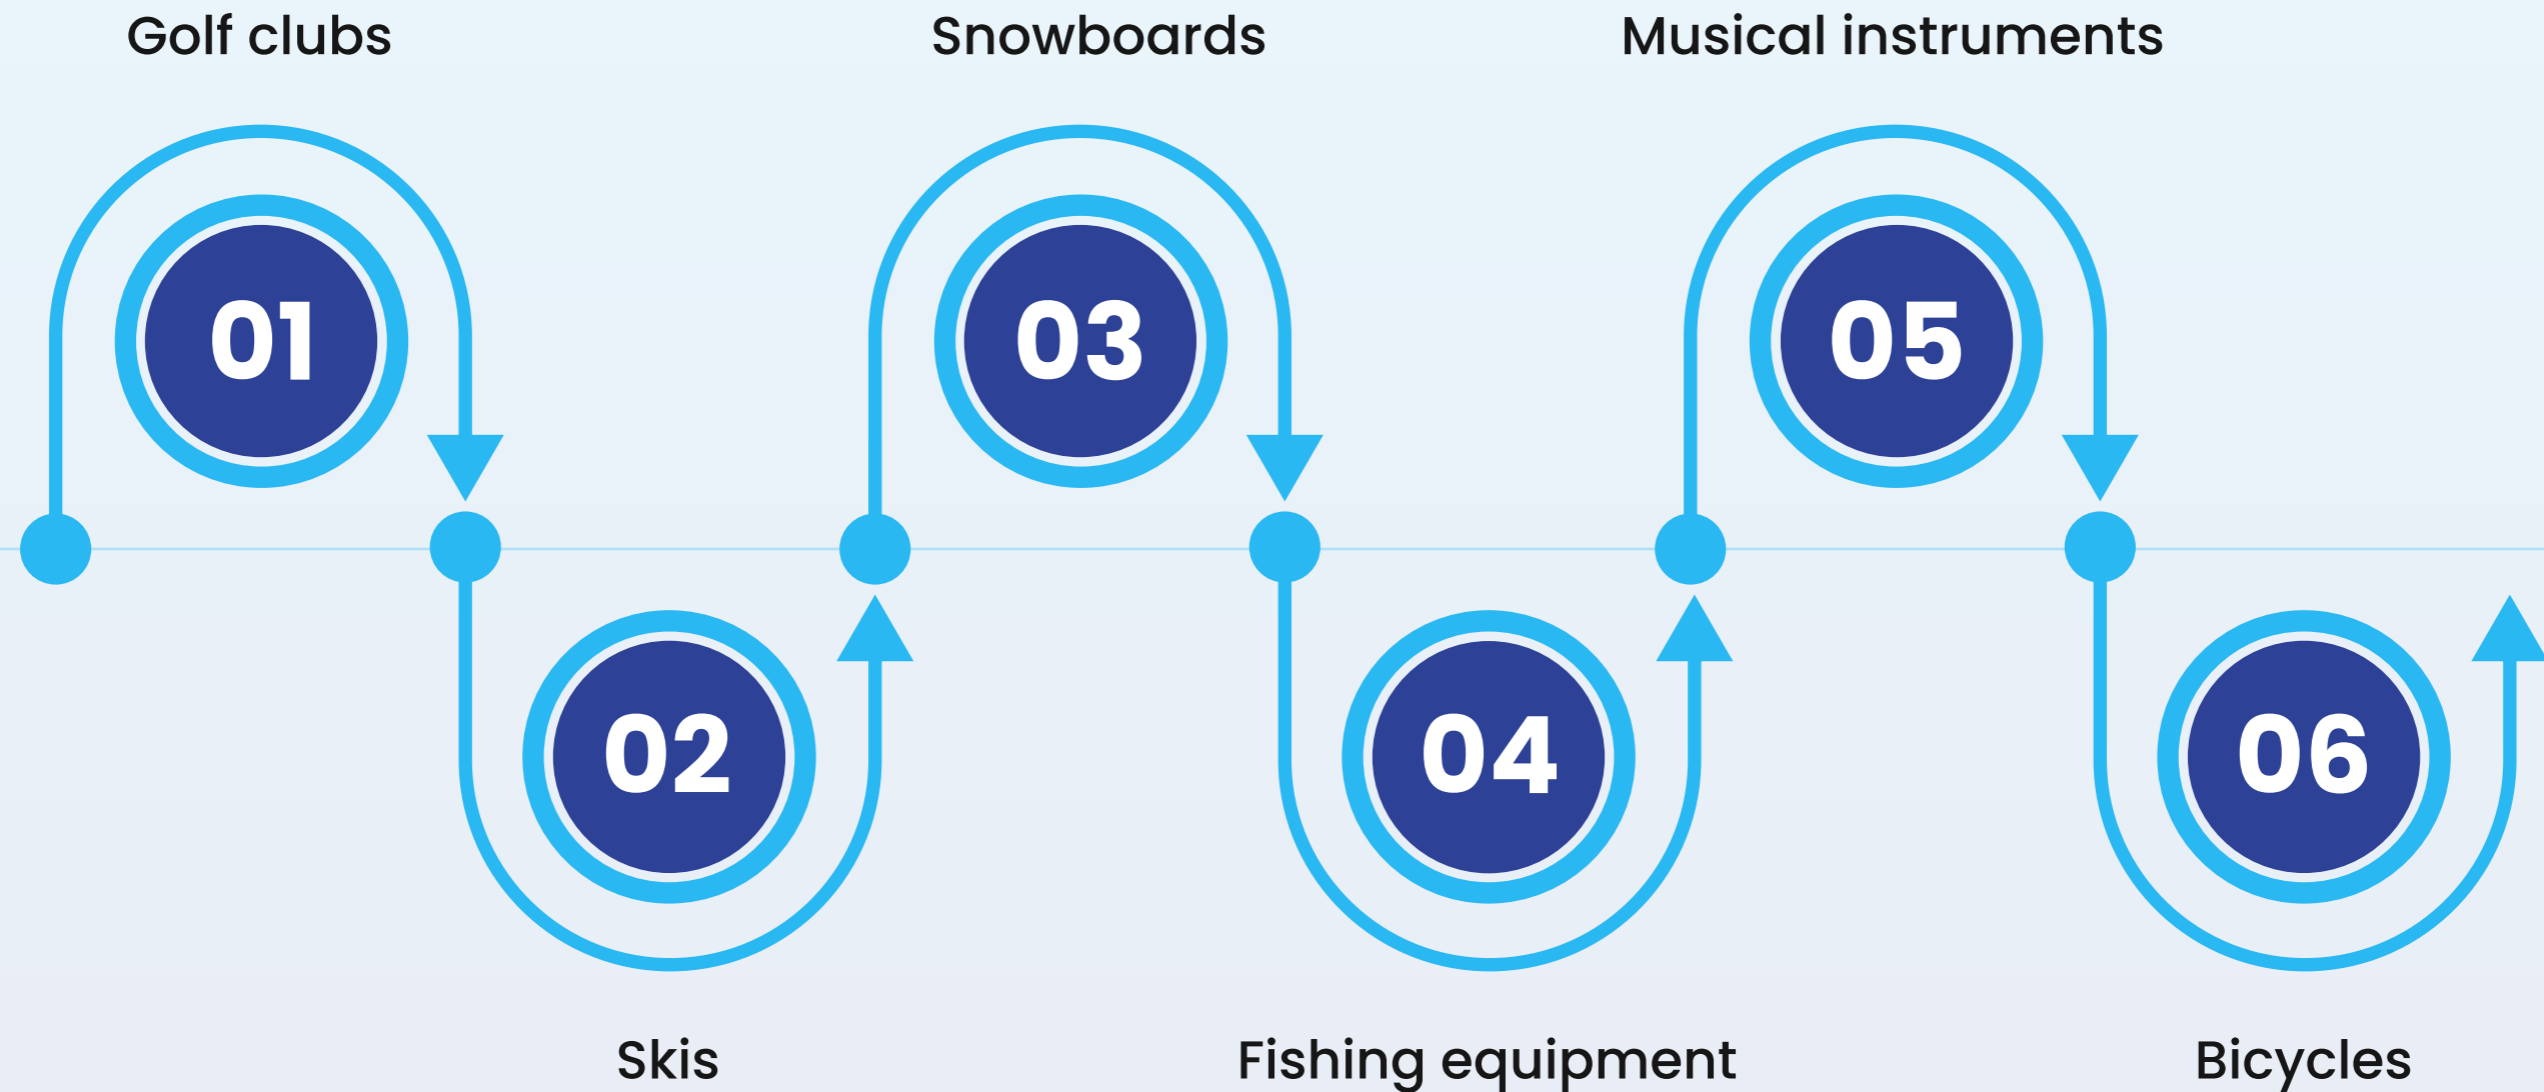 Golf clubs
Snowboards
Musical instruments
01
03
05
02
04
06
Skis
Fishing equipment
Bicycles